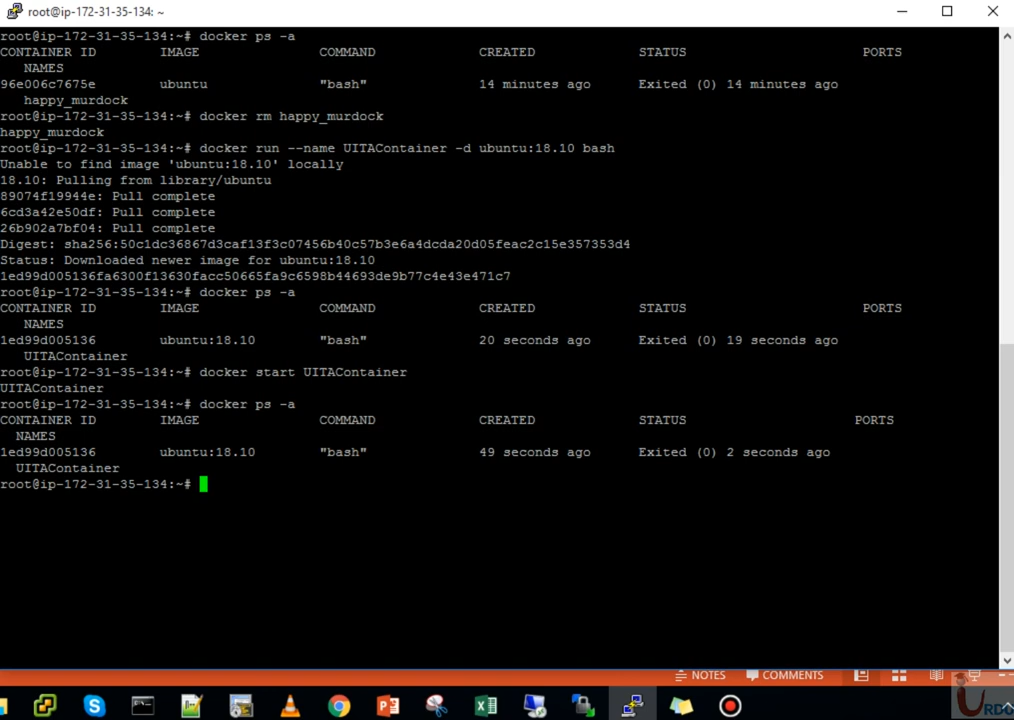 root@ip-172-31-35-134: ~
root@ip-172-31-35-134:~# docker ps -a
CONTAINER ID IMAGE COMMAND CREATED STATUS PORTS
NAMES
96e006c7675e ubuntu "bash" 14 minutes ago Exited (0) 14 minutes ago
happy_murdock
root@ip-172-31-35-134:~# docker rm happy_murdock
happy_murdock
root@ip-172-31-35-134:~# docker run --name UITAContainer -d ubuntu:18.10 bash
Unable to find image 'ubuntu:18.10' locally
18.10: Pulling from library/ubuntu
89074f19944e: Pull complete
6cd3a42e50df: Pull complete
26b902a7bf04: Pull complete
Digest: sha256:50c1dc36867d3caf13f3c07456b40c57b3e6a4dcda20d05feac2c15e357353d4
Status: Downloaded newer image for ubuntu:18.10
1ed99d005136fa6300f13630facc50665fa9c6598b44693de9b77c4e43e471c7
root@ip-172-31-35-134:~# docker ps -a
CONTAINER ID IMAGE COMMAND CREATED STATUS PORTS
NAMES
1ed99d005136 ubuntu:18.10 "bash" 20 seconds ago Exited (0) 19 seconds ago
UITAContainer
root@ip-172-31-35-134:~# docker start UITAContainer
UITAContainer
root@ip-172-31-35-134:~# docker ps -a
CONTAINER ID IMAGE COMMAND CREATED STATUS PORTS
NAMES
1ed99d005136 ubuntu:18.10 "bash" 49 seconds ago Exited (0) 2 seconds ago
UITAContainer
root@ip-172-31-35-134:~#
NOTES COMMENTS